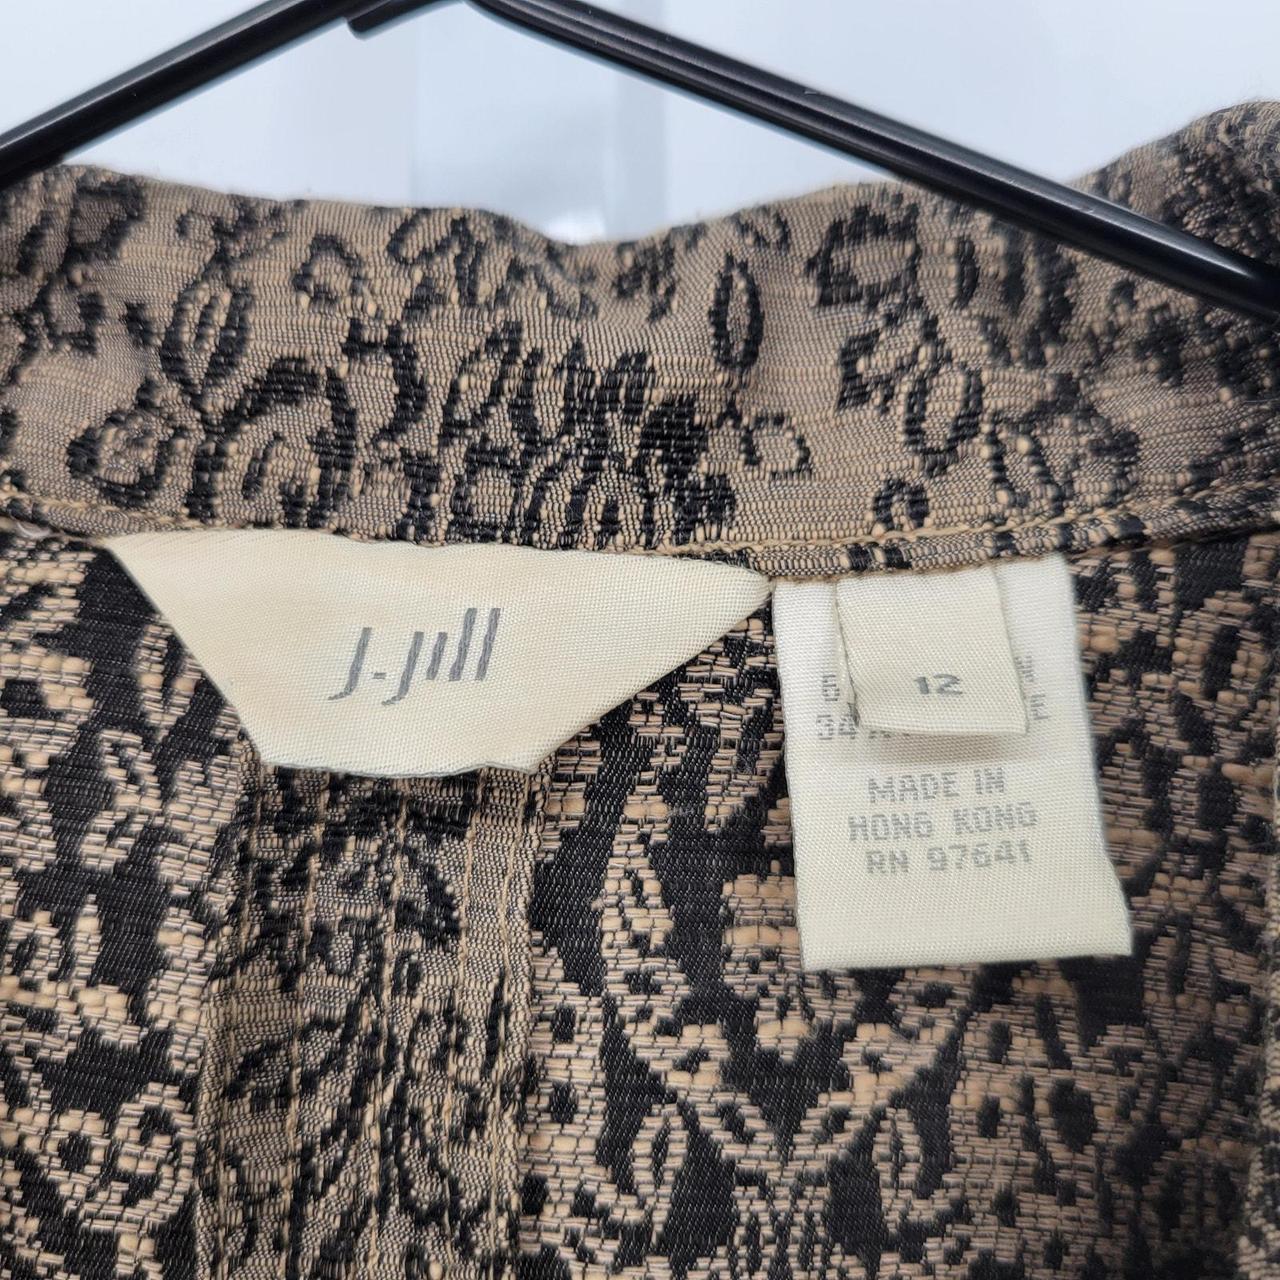 J.Jill
12
MADE IN
HONG KONG
RN 97641